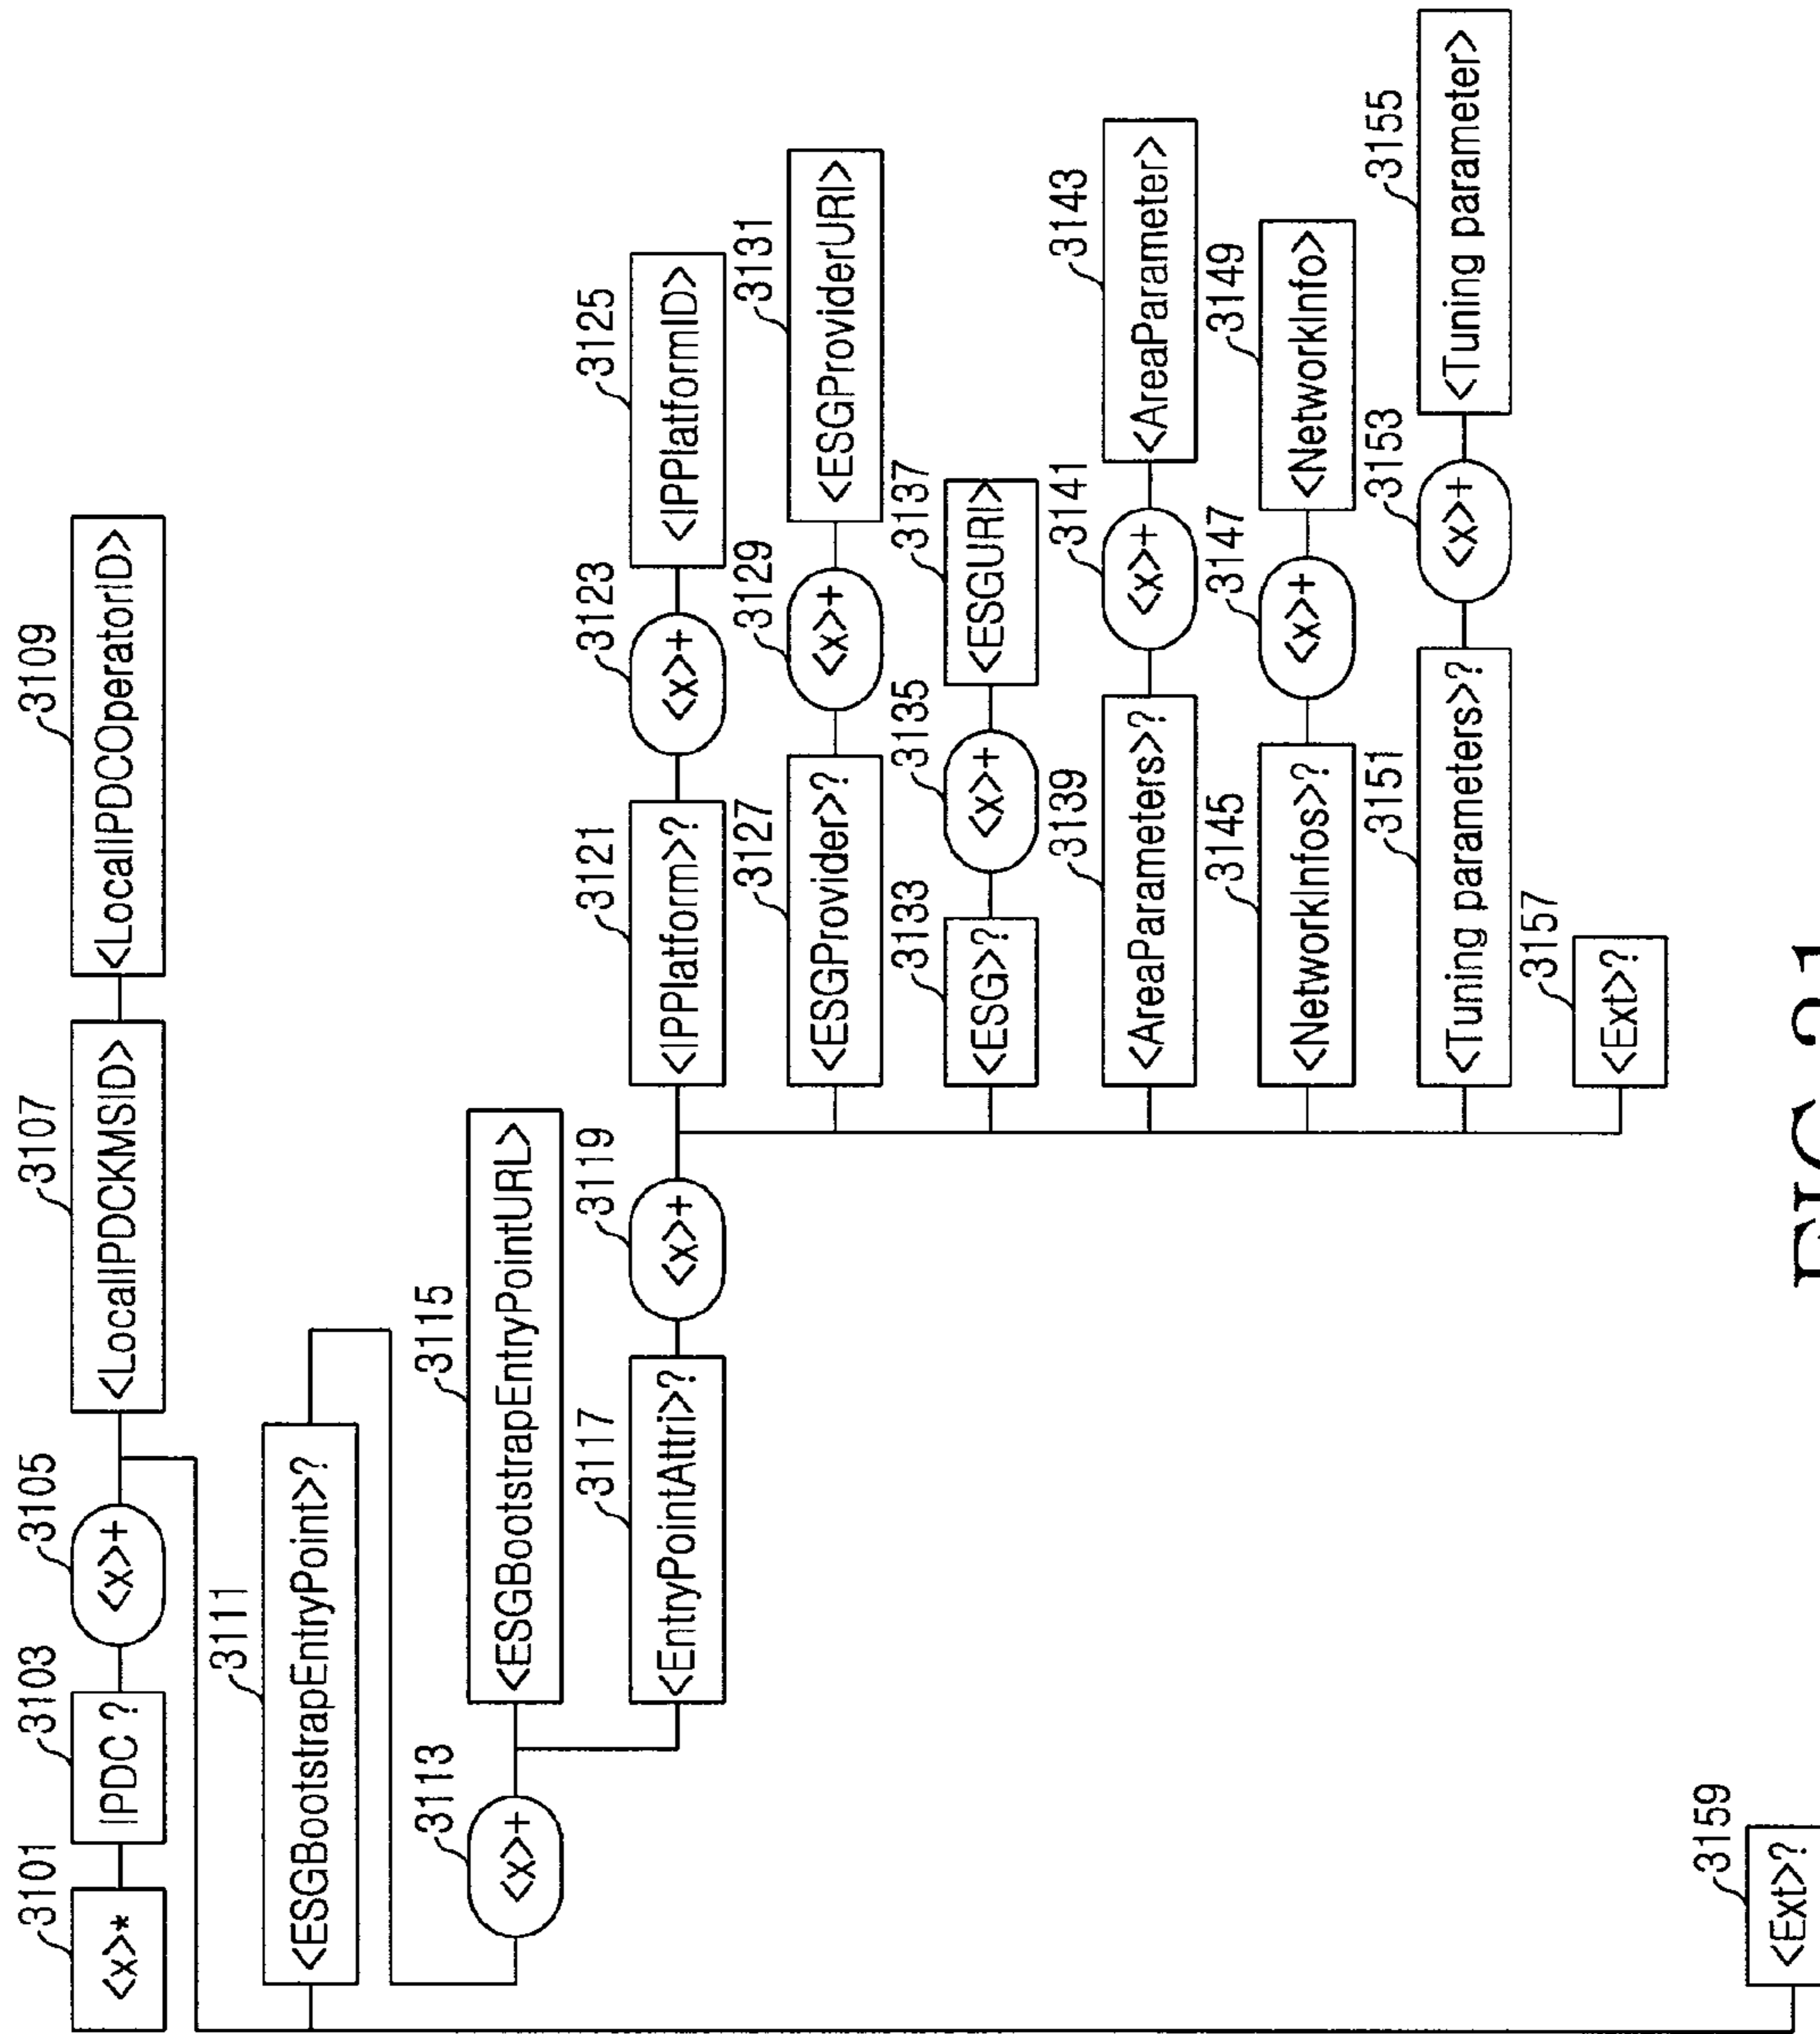 3101
<x>*
3103
IPDC ?
3105
<x>+
3107
<LocalIPDCKMSID>
3109
<LocalIPDCOperatorID>
3111
<ESGBootstrapEntryPoint>?
3113
<x>+
3115
<ESGBootstrapEntryPointURL>
3117
<EntryPointAttri>?
3119
<x>+
3121
<IPPlatform>?
3123
<x>+
3125
<IPPlatformID>
3127
<ESGProvider>?
3129
<x>+
3131
<ESGProviderURI>
3133
<ESG>?
3135
<x>+
3137
<ESGURI>
3139
<AreaParameters>?
3141
<x>+
3143
<AreaParameter>
3145
<NetworkInfos>?
3147
<x>+
3149
<NetworkInfo>
3151
<Tuning parameters>?
3153
<x>+
3155
<Tuning parameter>
3157
<Ext>?
3159
<Ext>?